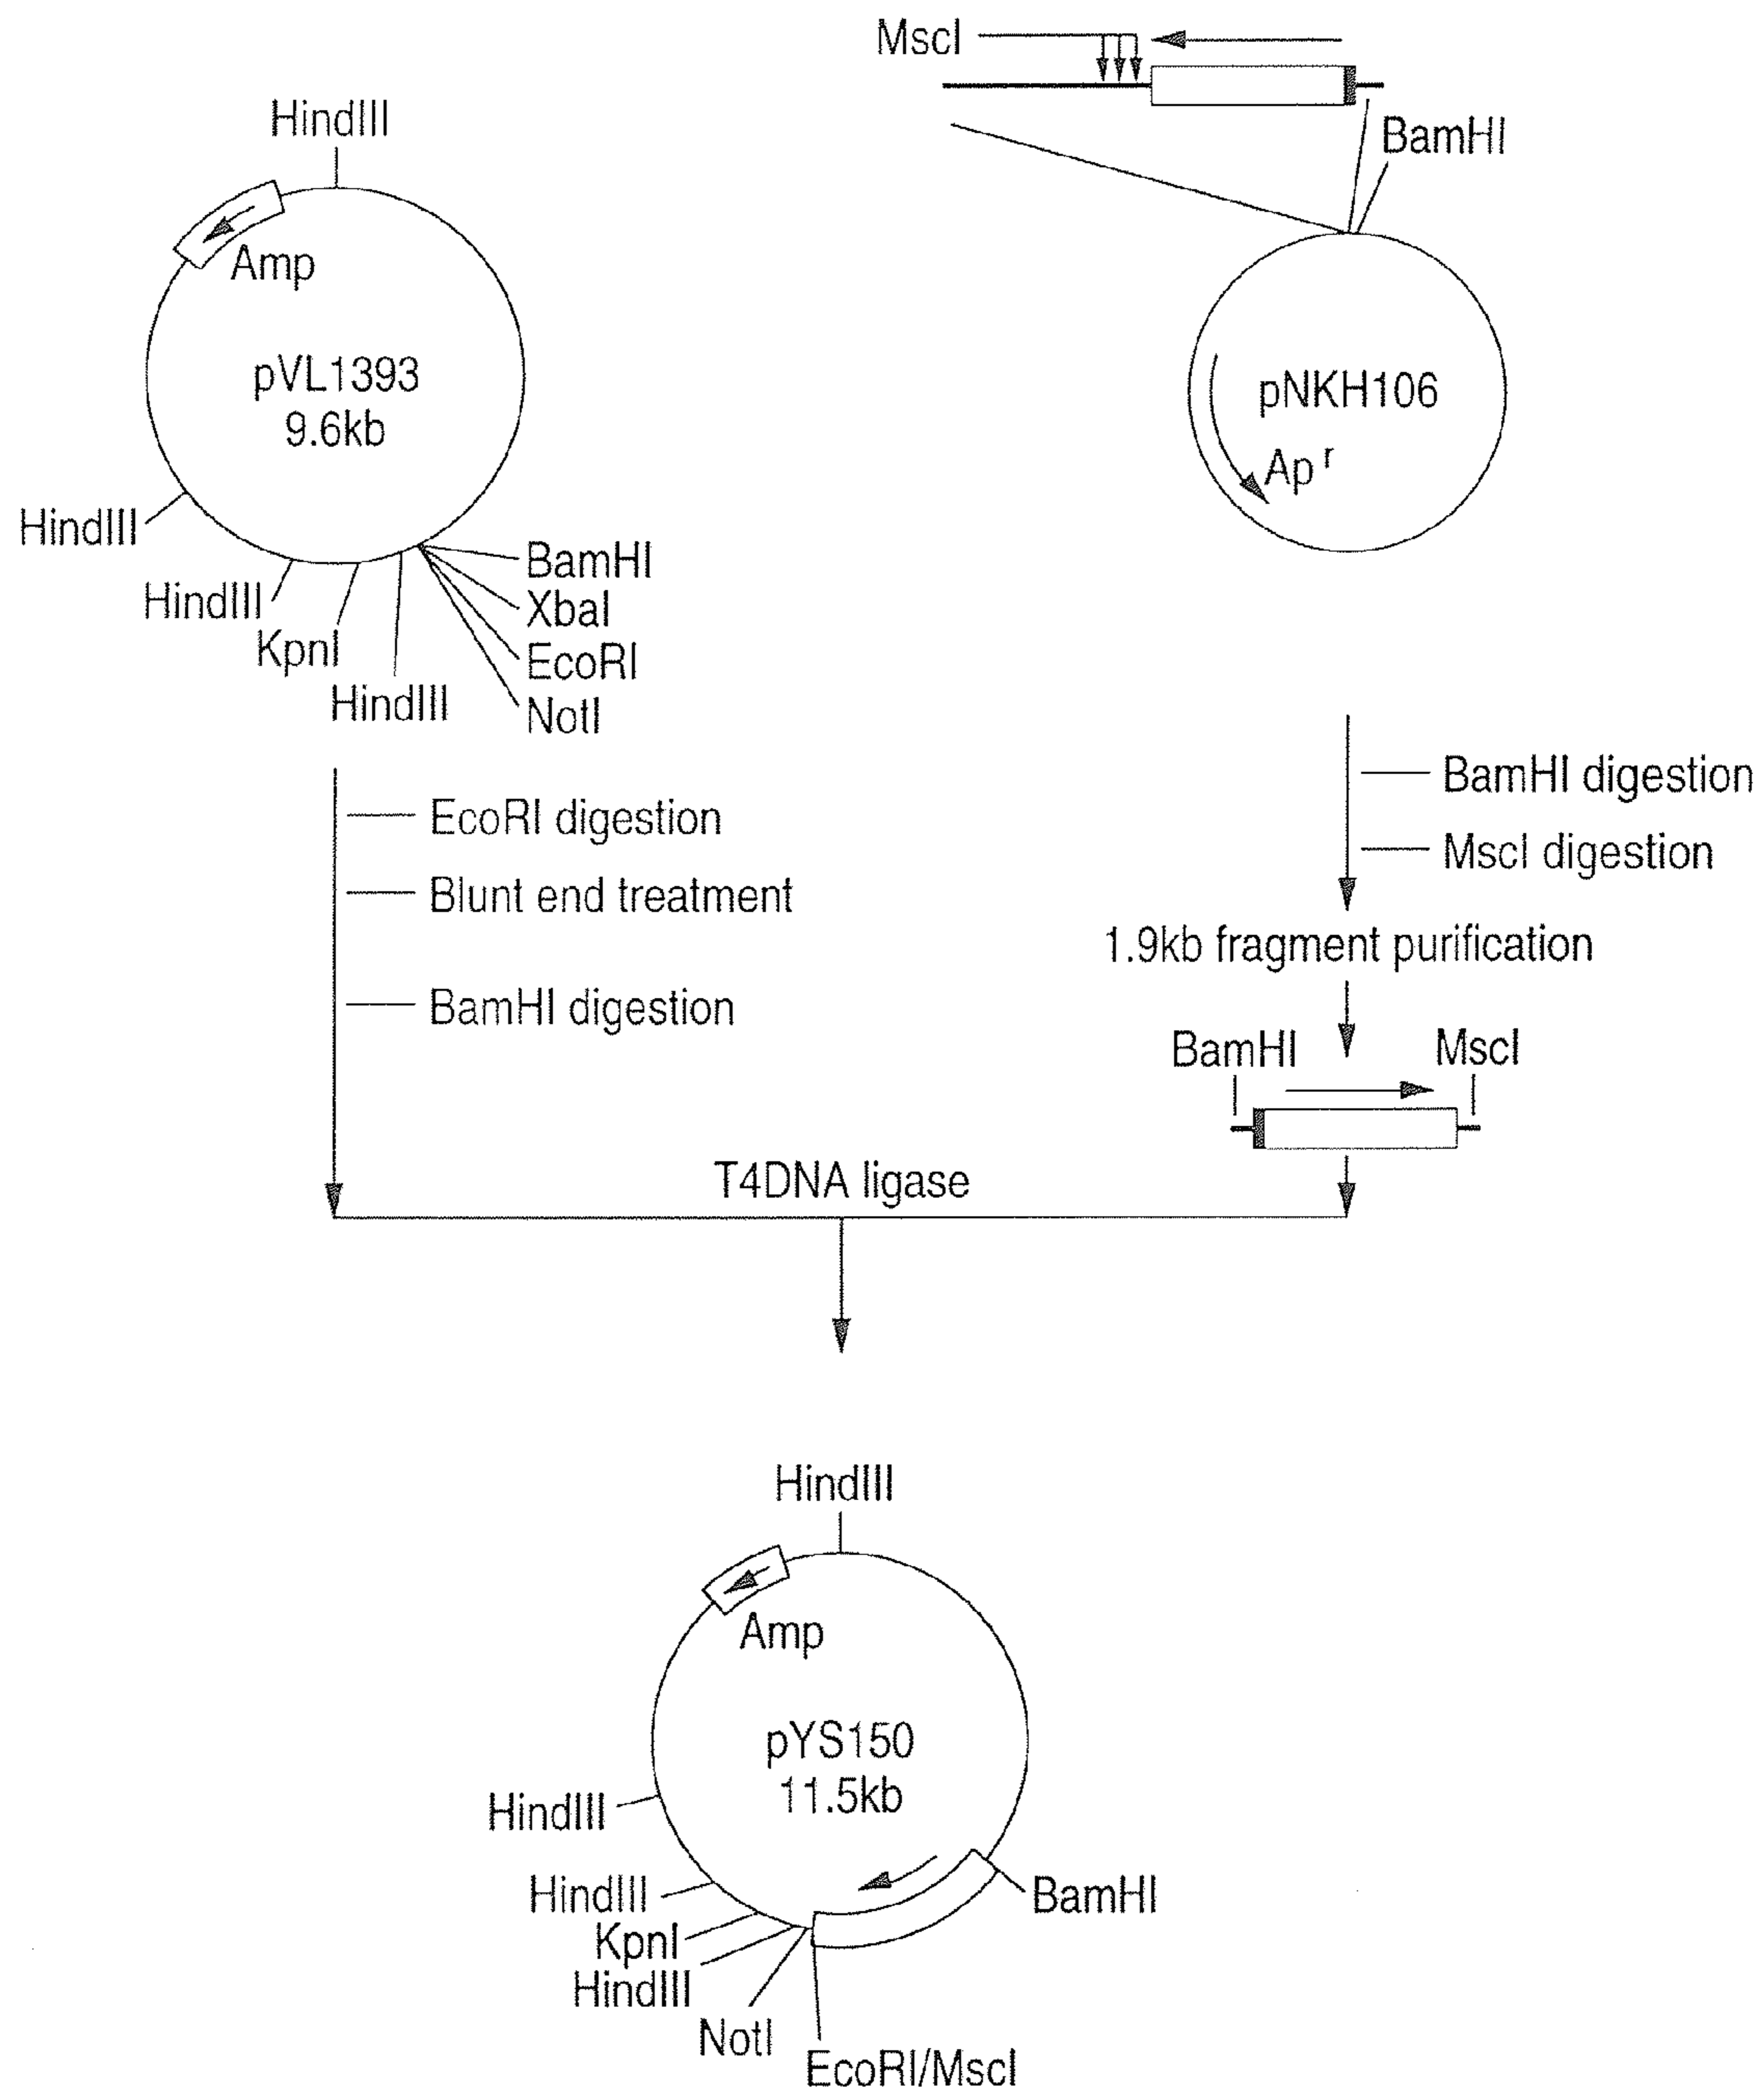 MscI
BamHI
HindIII
Amp
pVL1393
9.6kb
HindIII
HindIII
KpnI
HindIII
BamHI
XbaI
EcoRI
NotI
pNKH106
Ap r
EcoRI digestion
Blunt end treatment
BamHI digestion
BamHI digestion
MscI digestion
1.9kb fragment purification
BamHI MscI
T4DNA ligase
HindIII
Amp
pYS150
11.5kb
HindIII
HindIII
KpnI
HindIII
NotI
EcoRI/MscI
BamHI